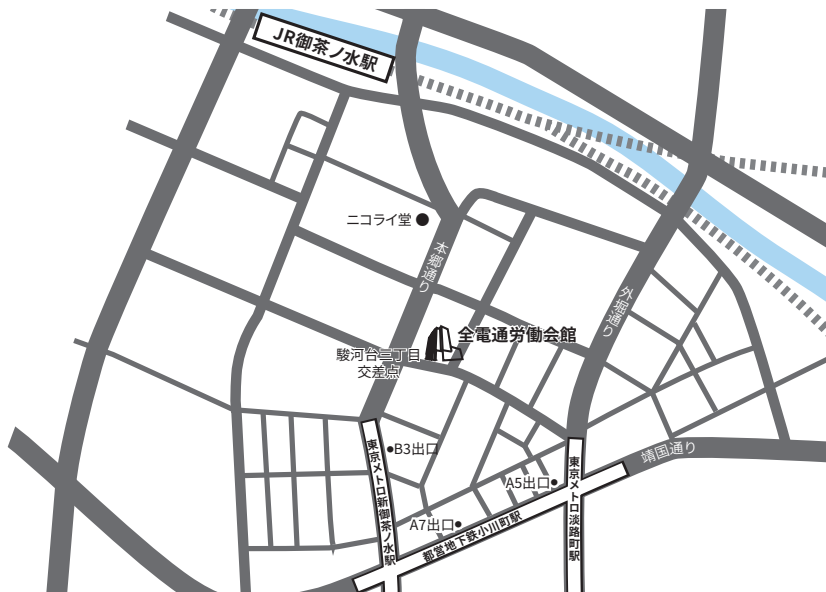 JR御茶ノ水駅
ニコライ堂
本郷通り
外堀通り
全電通労働会館
駿河台三丁目
交差点
B3出口
東京メトロ新御茶ノ水駅
A5出口
東京メトロ淡路町駅
靖国通り
A7出口
都営地下鉄小川町駅